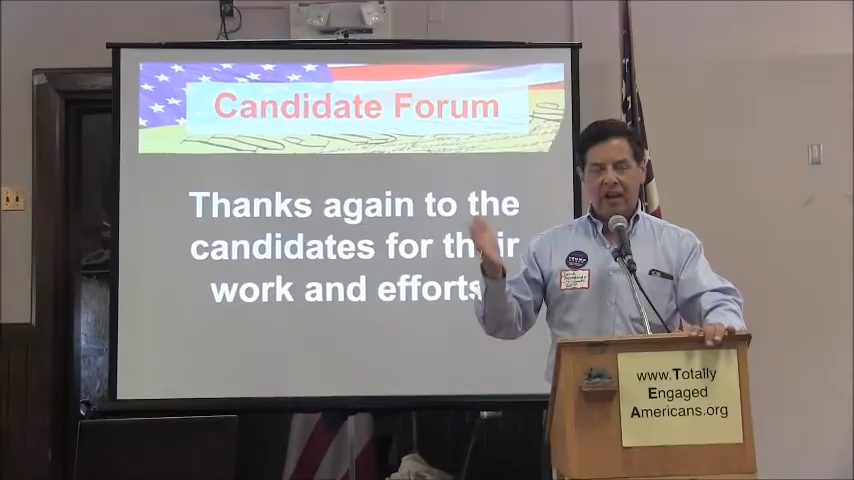 Candidate Forum
Thanks again to the
candidates for their
work and efforts
www.Totally
Engaged
Americans.Org